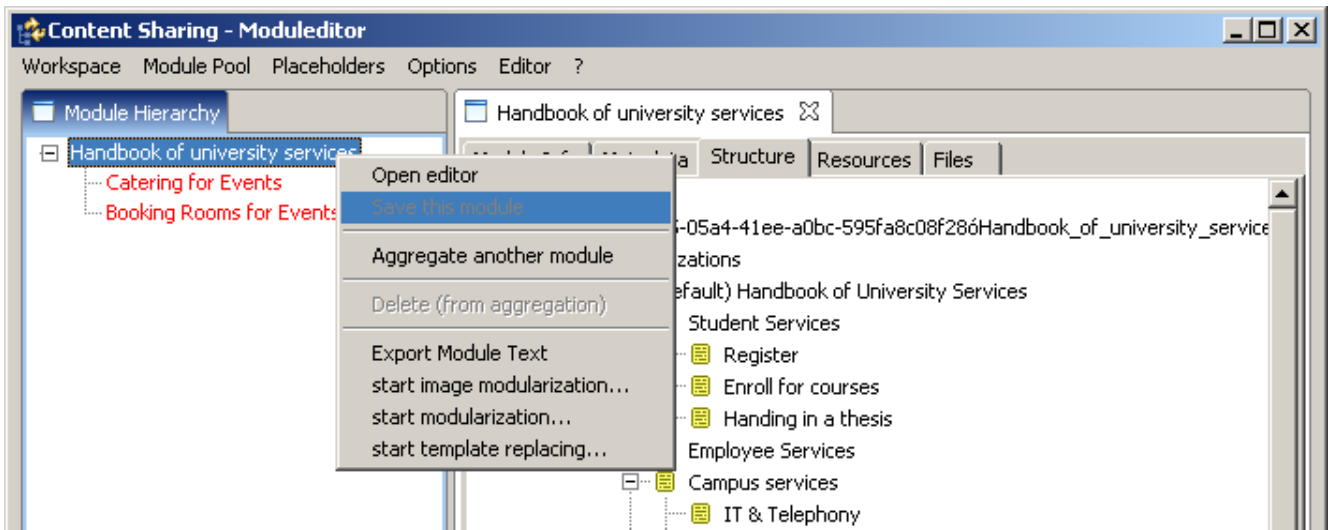 Content Sharing - Moduleditor
Workspace Module Pool Placeholders Options Editor ?
Module Hierarchy
Handbook of university services
Catering for Events
Booking Rooms for Events
Open editor
Save this module
Aggregate another module
Delete (from aggregation)
Export Module Text
start image modularization...
start modularization...
start template replacing...
Handbook of university services
Structure Resources Files
-05a4-41ee-a0bc-595fa8c08f286Handbook_of_university_service
zations
efault) Handbook of University Services
Student Services
Register
Enroll for courses
Handing in a thesis
Employee Services
Campus services
IT & Telephony